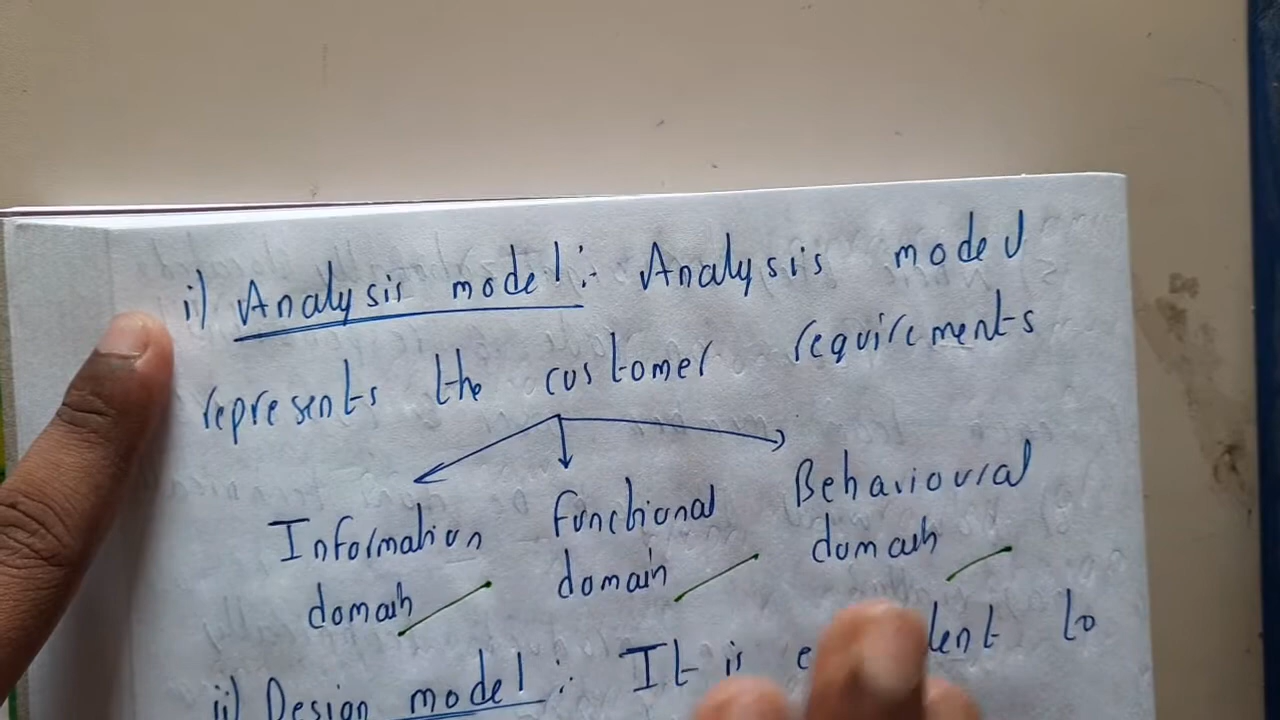 i) Analysis model :- Analysis model
represents the customer requirements
Information Functional Behavioural
domain domain domain
ii) Design model : It is to